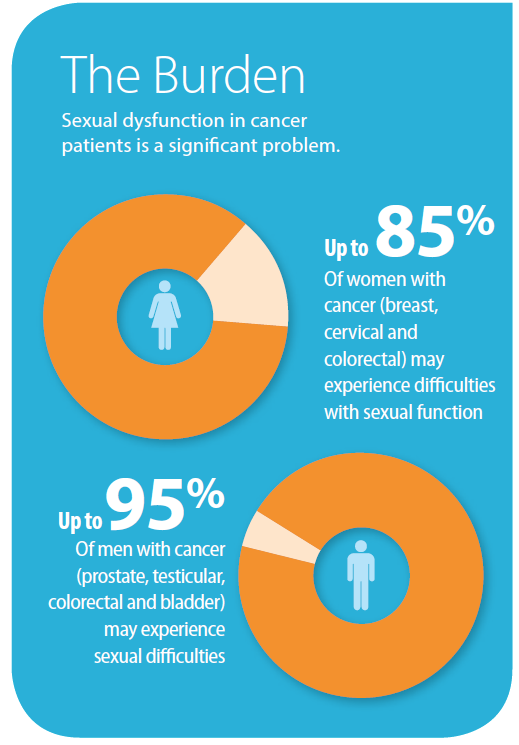 The Burden
Sexual dysfunction in cancer
patients is a significant problem.
Up to 85%
Of women with
cancer (breast,
cervical and
colorectal) may
experience difficulties
with sexual function
Up to 95%
Of men with cancer
(prostate, testicular,
colorectal and bladder)
may experience
sexual difficulties